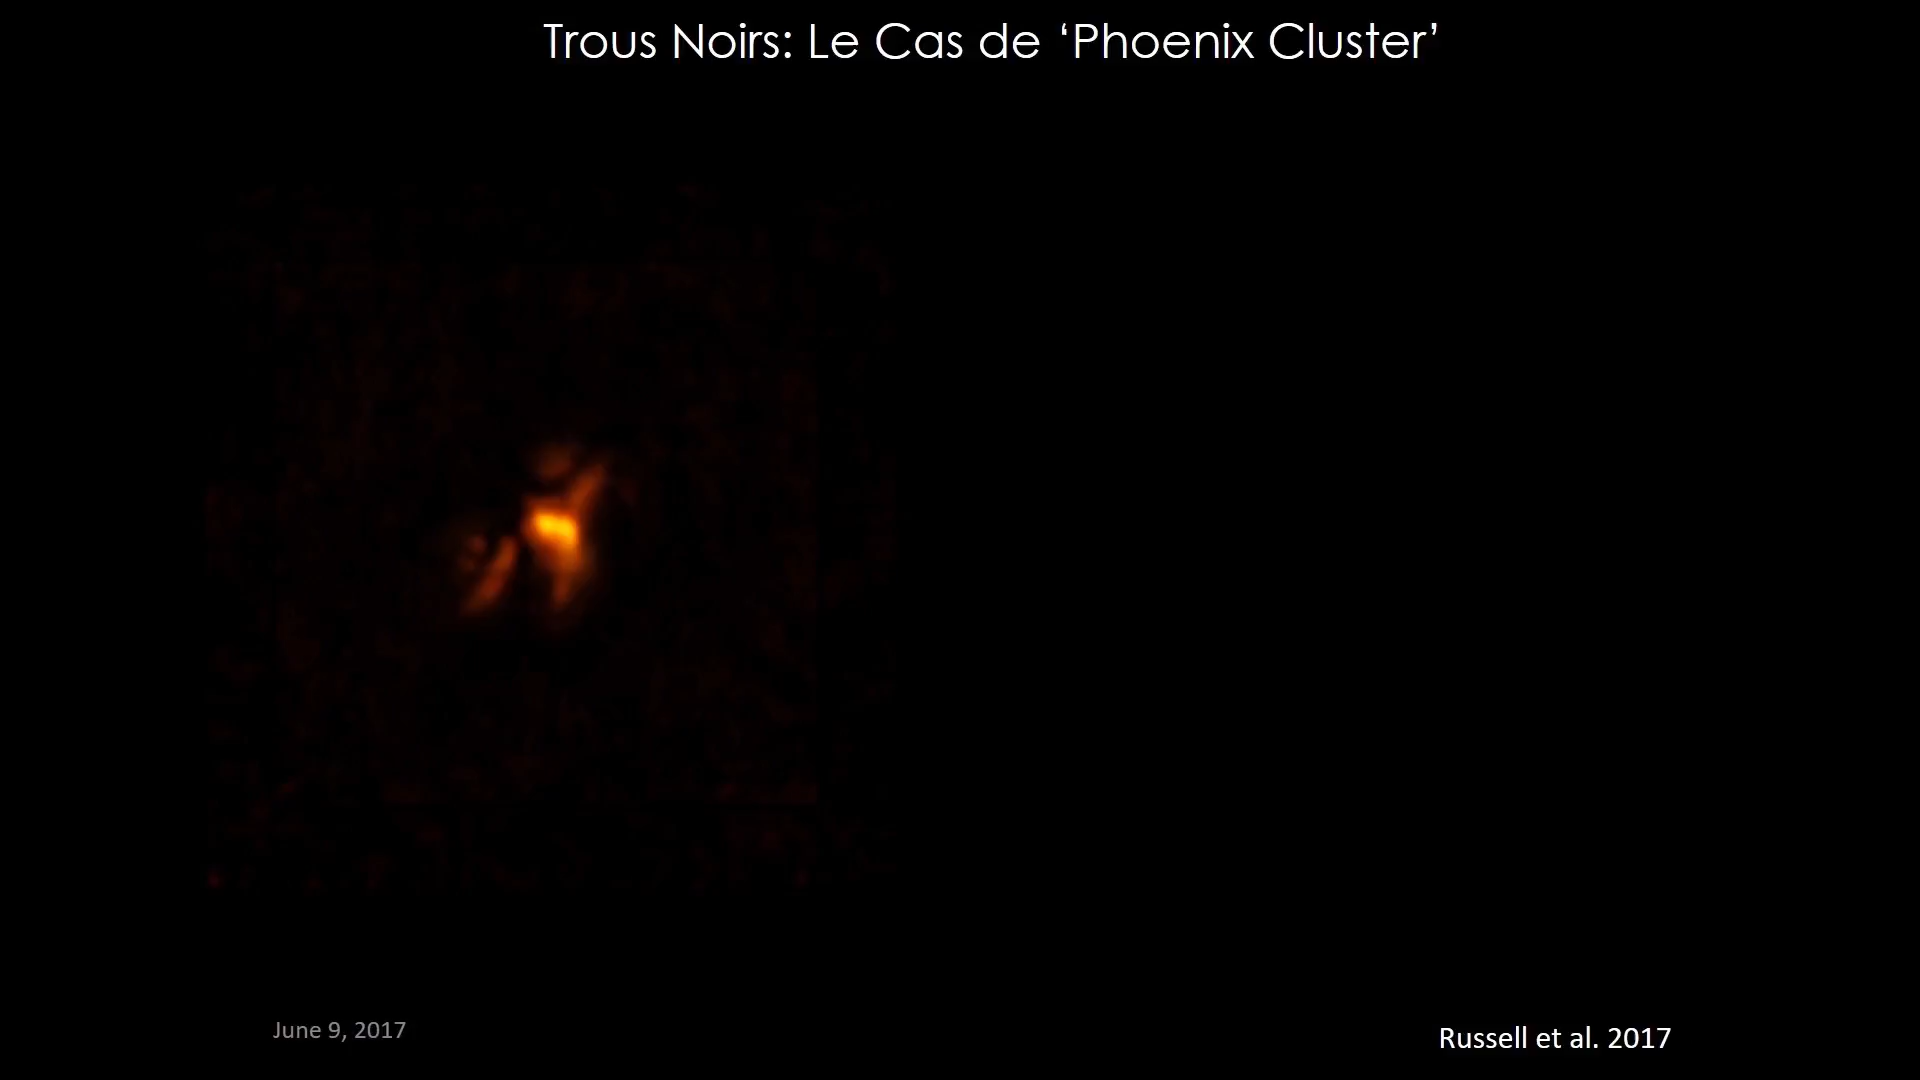 Trous Noirs: Le Cas de ‘Phoenix Cluster’
June 9, 2017
Russell et al. 2017